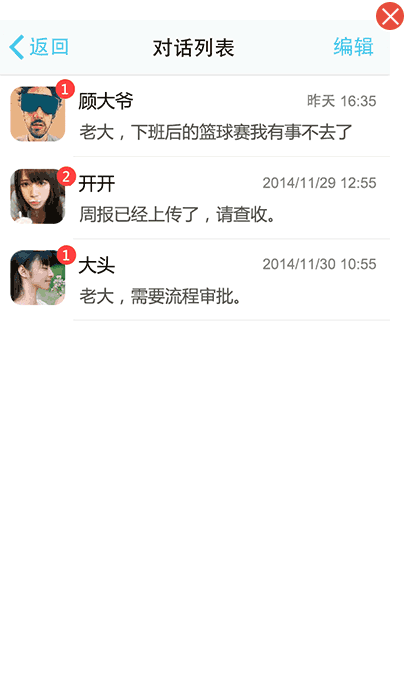 返回 对话列表 编辑
1
顾大爷 昨天 16:35
老大，下班后的篮球赛我有事不去了
2
开开 2014/11/29 12:55
周报已经上传了，请查收。
1
大头 2014/11/30 10:55
老大，需要流程审批。